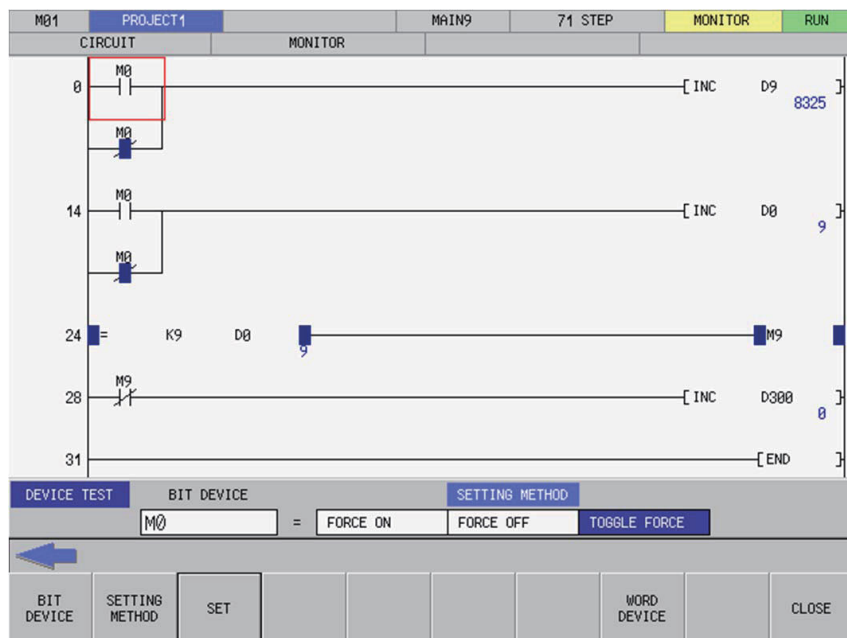 M01 PROJECT1 MAIN9 71 STEP MONITOR RUN
CIRCUIT MONITOR
M0
0 [ INC D9 ]
8325
M0
M0
14 [ INC D0 ]
9
M0
24 = K9 D0 M9
9
M9
28 [ INC D300 ]
0
31 [ END ]
DEVICE TEST BIT DEVICE SETTING METHOD
M0 = FORCE ON FORCE OFF TOGGLE FORCE
BIT DEVICE SETTING METHOD SET WORD DEVICE CLOSE